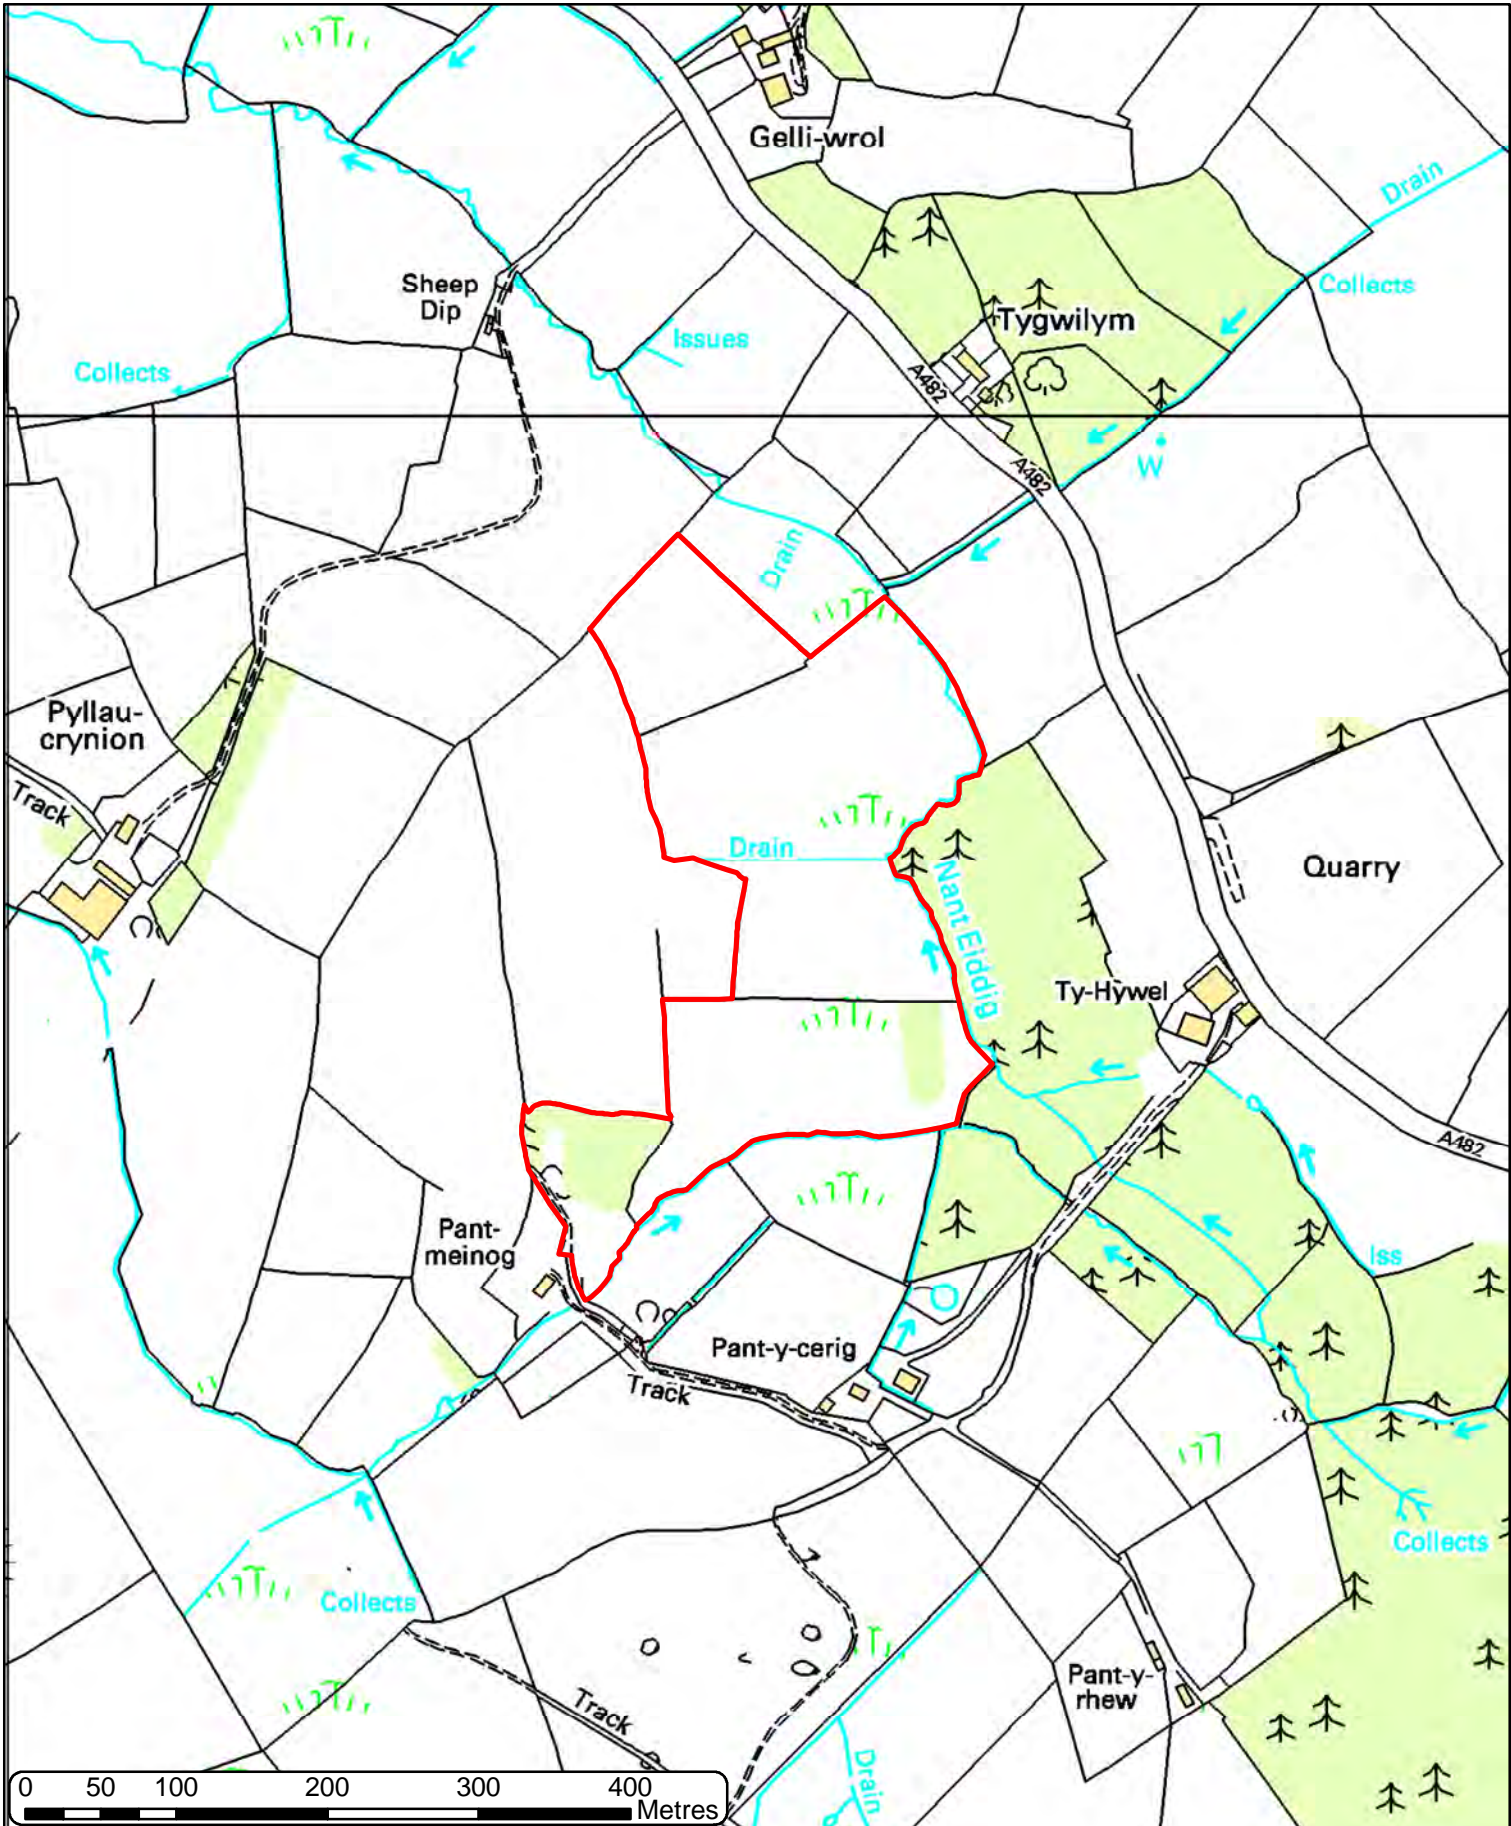 Gelli-wrol
Drain
Sheep
Dip
Collects
Tygwilym
Issues
Collects
A482
W
A482
Drain
Pyllau-
crynion
Track
Drain
Quarry
Nant Eiddig
Ty-Hywel
A482
Pant-
meinog
Iss
Pant-y-cerig
Track
Collects
Collects
Pant-y-
rhew
Track
Drain
0 50 100 200 300 400
Metres